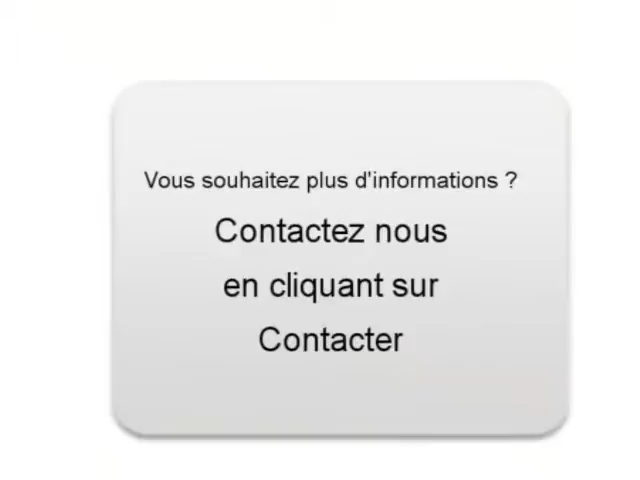 Vous souhaitez plus d'informations ?
Contactez nous
en cliquant sur
Contacter